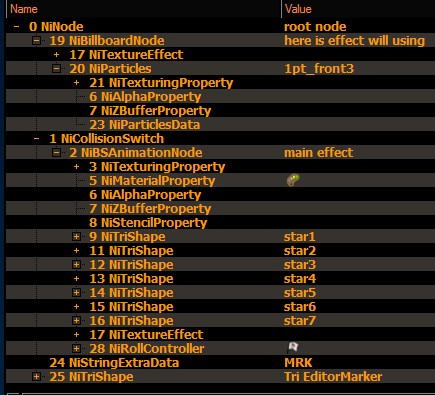 Name Value
0 NiNode root node
19 NiBillboardNode here is effect will using
17 NiTextureEffect
20 NiParticles 1pt_front3
21 NiTexturingProperty
6 NiAlphaProperty
7 NiZBufferProperty
23 NiParticlesData
1 NiCollisionSwitch
2 NiBSAnimationNode main effect
3 NiTexturingProperty
5 NiMaterialProperty
6 NiAlphaProperty
7 NiZBufferProperty
8 NiStencilProperty
9 NiTriShape star1
11 NiTriShape star2
12 NiTriShape star3
13 NiTriShape star4
14 NiTriShape star5
15 NiTriShape star6
16 NiTriShape star7
17 NiTextureEffect
28 NiRollController
24 NiStringExtraData MRK
25 NiTriShape Tri EditorMarker